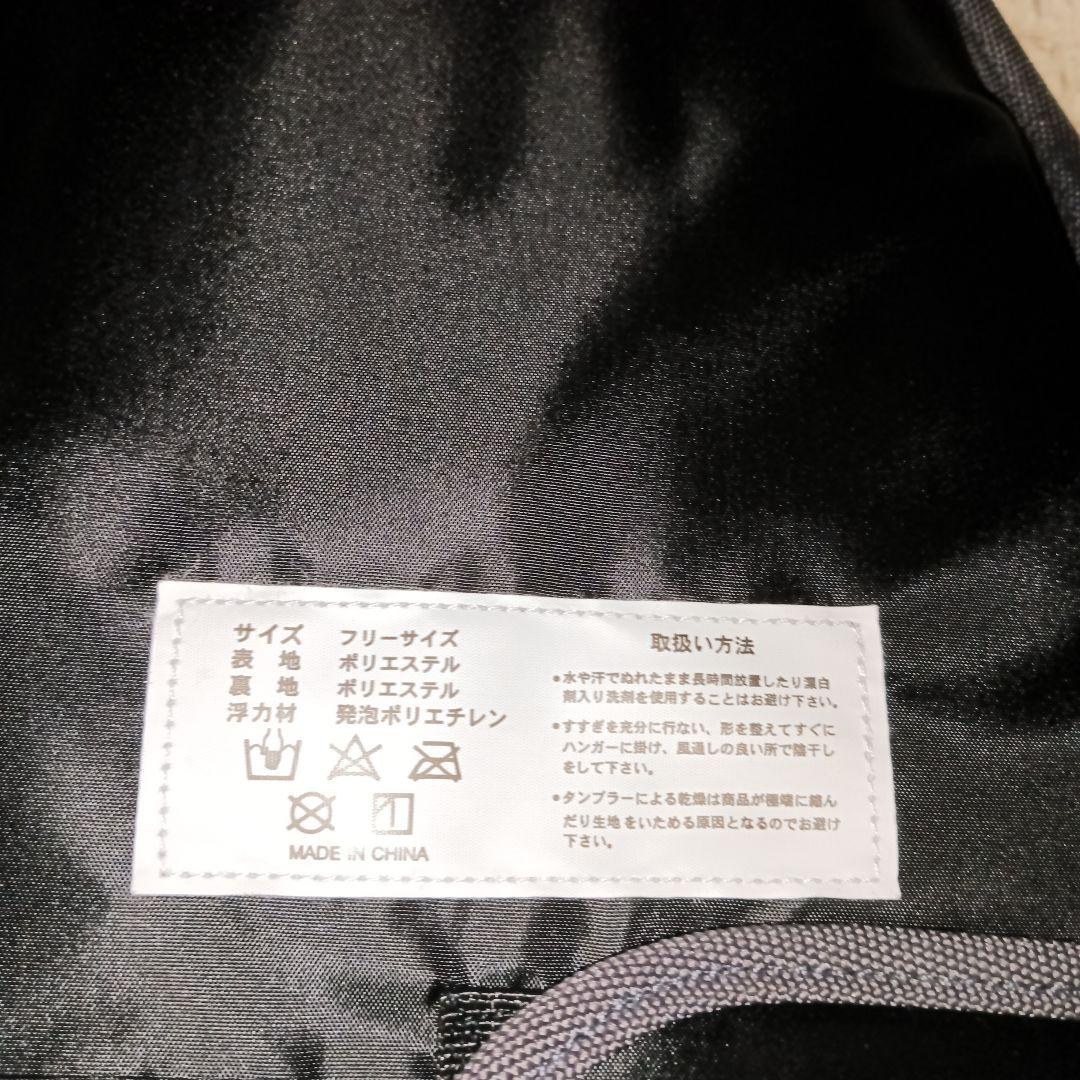 サイズ フリーサイズ
表 地 ポリエステル
裏 地 ポリエステル
浮力材 発泡ポリエチレン
MADE IN CHINA
取扱い方法
●水や汗でぬれたまま長時間放置したり漂白
剤入り洗剤を使用することはお避け下さい。
●すすぎを充分に行ない、形を整えてすぐに
ハンガーに掛け、風通しの良い所で陰干し
をして下さい。
●タンブラーによる乾燥は商品が極端に縮ん
だり生地をいためる原因となるのでお避け
下さい。